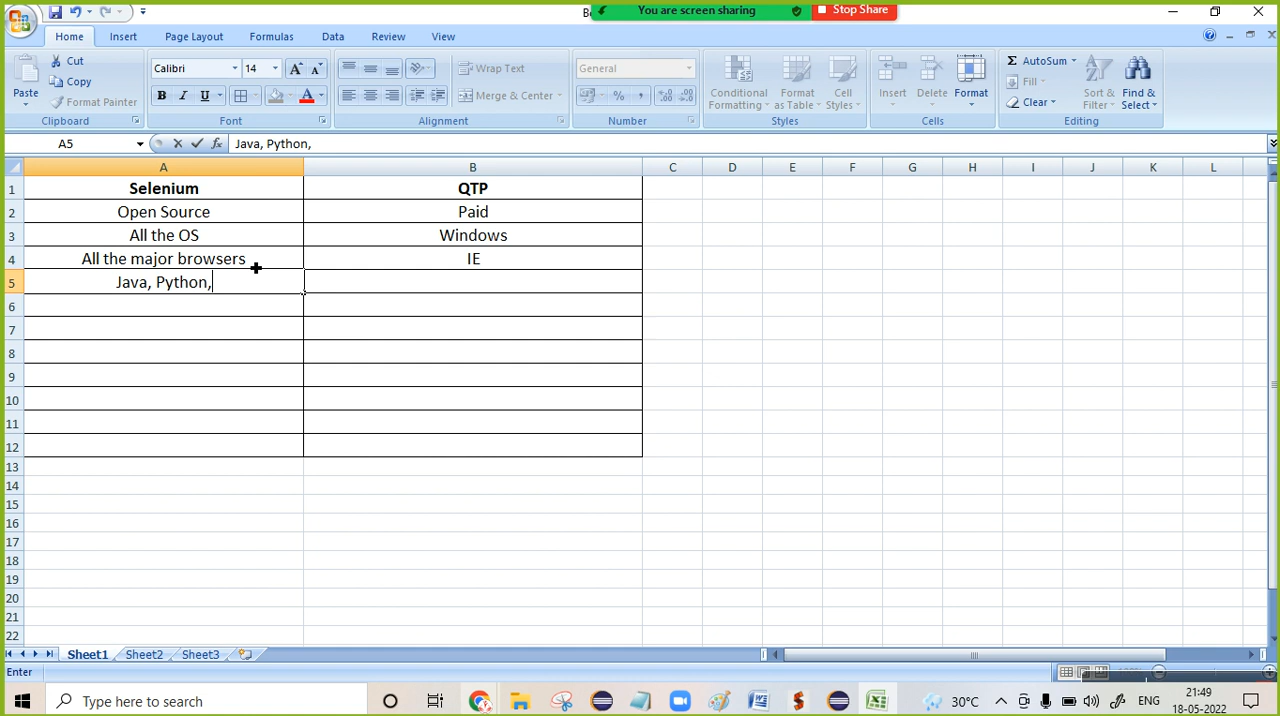 You are screen sharing
Stop Share
Home Insert Page Layout Formulas Data Review View
Paste
Cut
Copy
Format Painter
Clipboard
Calibri 14
B I U
Font
Wrap Text
Merge & Center
Alignment
General
Number
Conditional Formatting
Format as Table
Cell Styles
Styles
Insert Delete Format
Cells
AutoSum
Fill
Clear
Sort & Filter
Find & Select
Editing
A5 Java, Python,
A B C D E F G H I J K L
1 Selenium QTP
2 Open Source Paid
3 All the OS Windows
4 All the major browsers IE
5 Java, Python,
6
7
8
9
10
11
12
13
14
15
16
17
18
19
20
21
22
Sheet1 Sheet2 Sheet3
Enter
Type here to search
30°C
ENG
21:49
18-05-2022